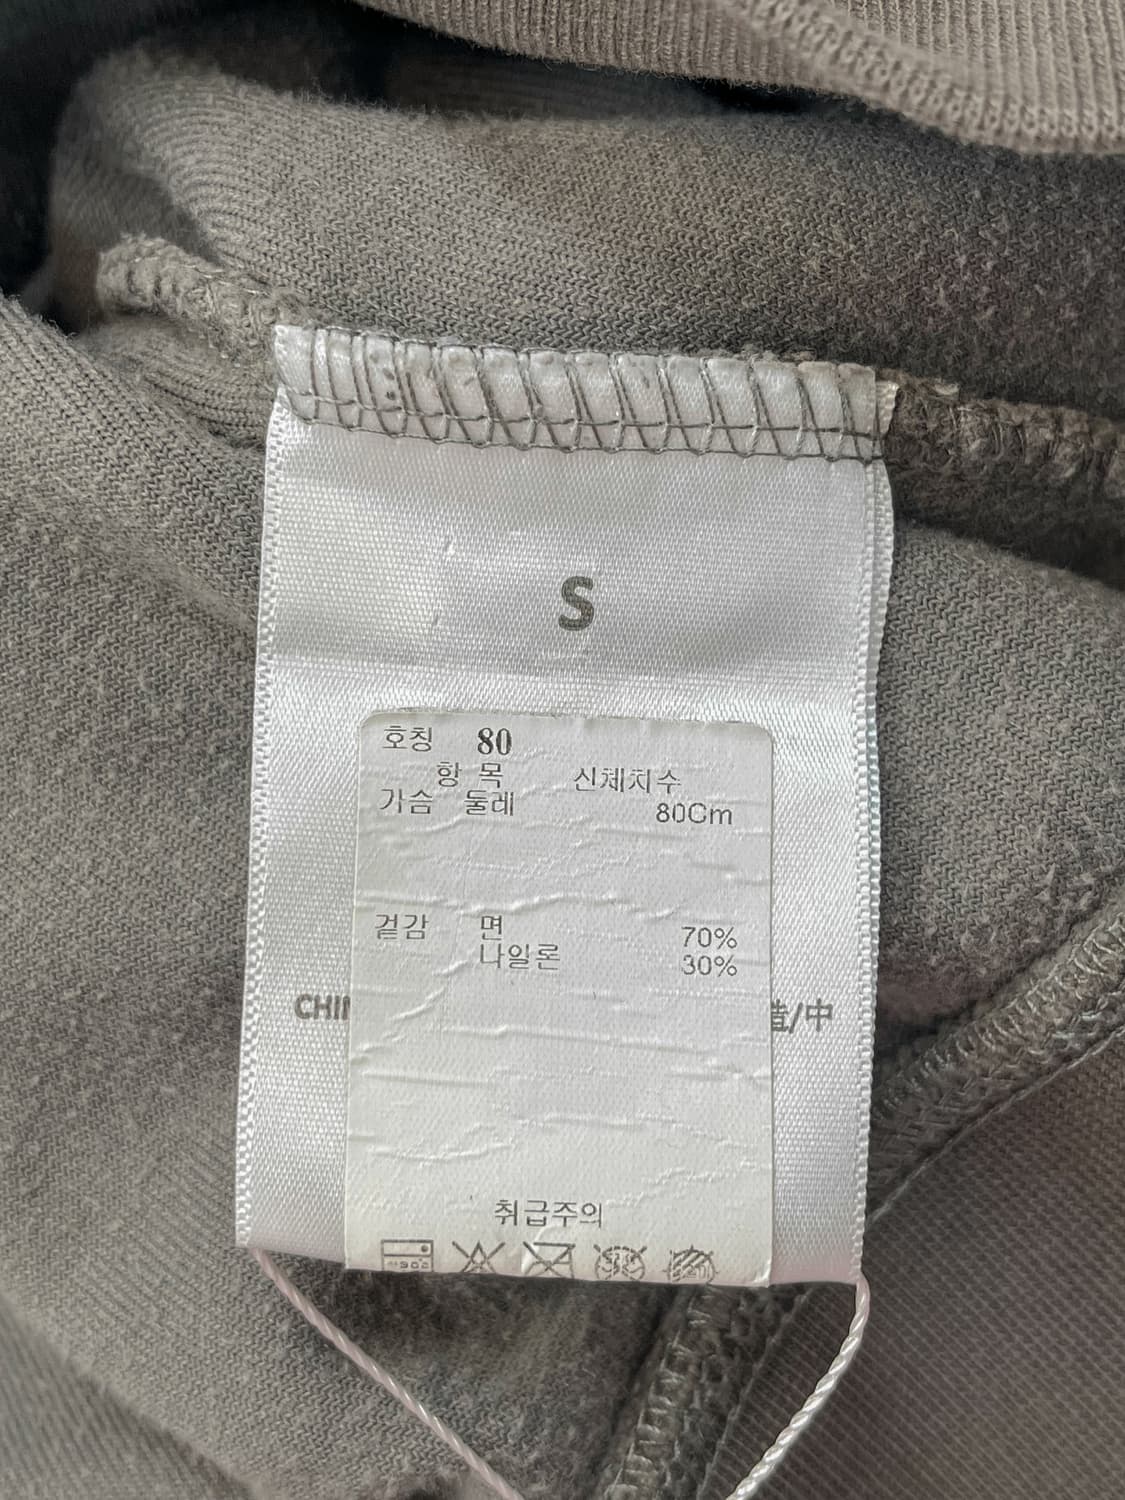 S
호칭 80
항 목 신체치수
가슴 둘레 80Cm
겉감 면 70%
나일론 30%
CHIN
造/中
취급주의